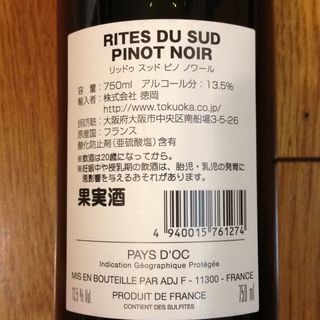 RITES DU SUD
PINOT NOIR
リッドゥ スッド ピノ ノワール
容量:750ml アルコール分:13.5%
輸入者:株式会社 徳岡
http://www.tokuoka.co.jp/
大阪府大阪市中央区南船場3-5-26
原産国:フランス
酸化防止剤(亜硫酸塩)含有
※飲酒は20歳になってから。
※妊娠中や授乳期の飲酒は、胎児・乳児の発育に
悪影響を与えるおそれがあります。
果実酒
4 940015 761274
PAYS D'OC
Indication Géographique Protégée
MIS EN BOUTEILLE PAR ADJ F - 11300 - FRANCE
13.5 % Vol.
PRODUIT DE FRANCE
750 ml
CONTIENT DES SULFITES